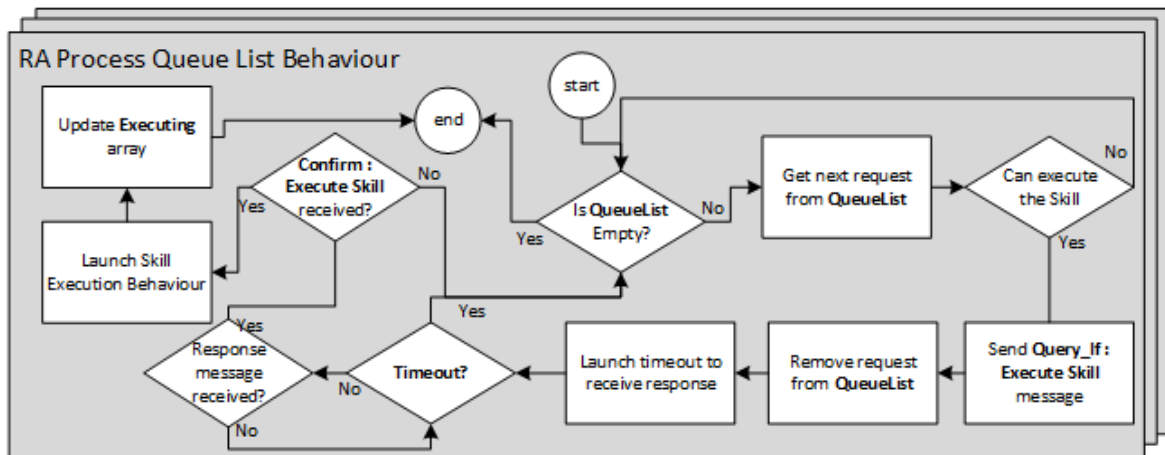 RA Process Queue List Behaviour
start
end
Update Executing
array
Confirm :
Execute Skill
received?
No
Yes
Launch Skill
Execution Behaviour
Is QueueList
Empty?
Yes
No
Get next request
from QueueList
Can execute
the Skill
No
Yes
Send Query_If :
Execute Skill
message
Remove request
from QueueList
Launch timeout to
receive response
Timeout?
Yes
No
Response
message
received?
Yes
No